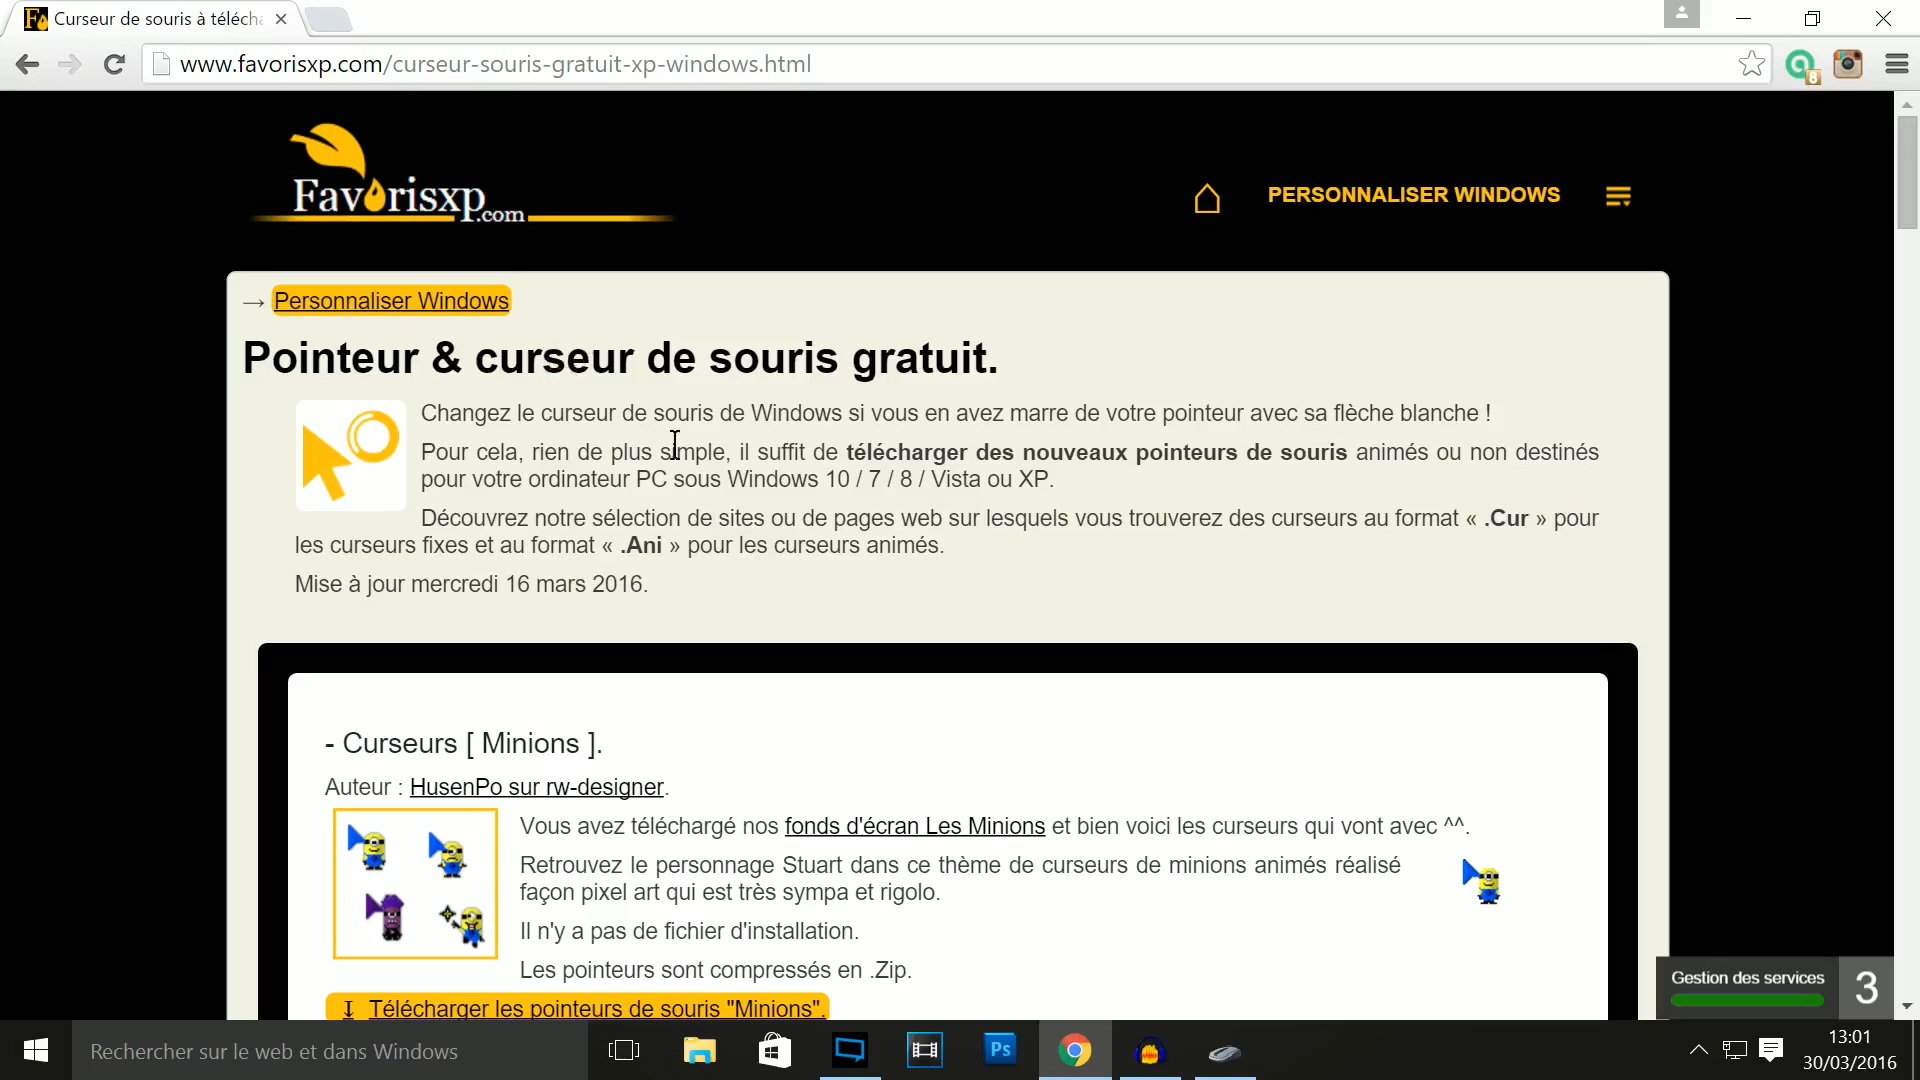 Curseur de souris à téléch
www.favorisxp.com/curseur-souris-gratuit-xp-windows.html
8
Favorisxp.com
PERSONNALISER WINDOWS
→ Personnaliser Windows
Pointeur & curseur de souris gratuit.
Changez le curseur de souris de Windows si vous en avez marre de votre pointeur avec sa flèche blanche !
Pour cela, rien de plus simple, il suffit de télécharger des nouveaux pointeurs de souris animés ou non destinés
pour votre ordinateur PC sous Windows 10 / 7 / 8 / Vista ou XP.
Découvrez notre sélection de sites ou de pages web sur lesquels vous trouverez des curseurs au format « .Cur » pour
les curseurs fixes et au format « .Ani » pour les curseurs animés.
Mise à jour mercredi 16 mars 2016.
- Curseurs [ Minions ].
Auteur : HusenPo sur rw-designer.
Vous avez téléchargé nos fonds d'écran Les Minions et bien voici les curseurs qui vont avec ^^.
Retrouvez le personnage Stuart dans ce thème de curseurs de minions animés réalisé
façon pixel art qui est très sympa et rigolo.
Il n'y a pas de fichier d'installation.
Les pointeurs sont compressés en .Zip.
Télécharger les pointeurs de souris "Minions".
Gestion des services
3
Rechercher sur le web et dans Windows
Ps
13:01
30/03/2016